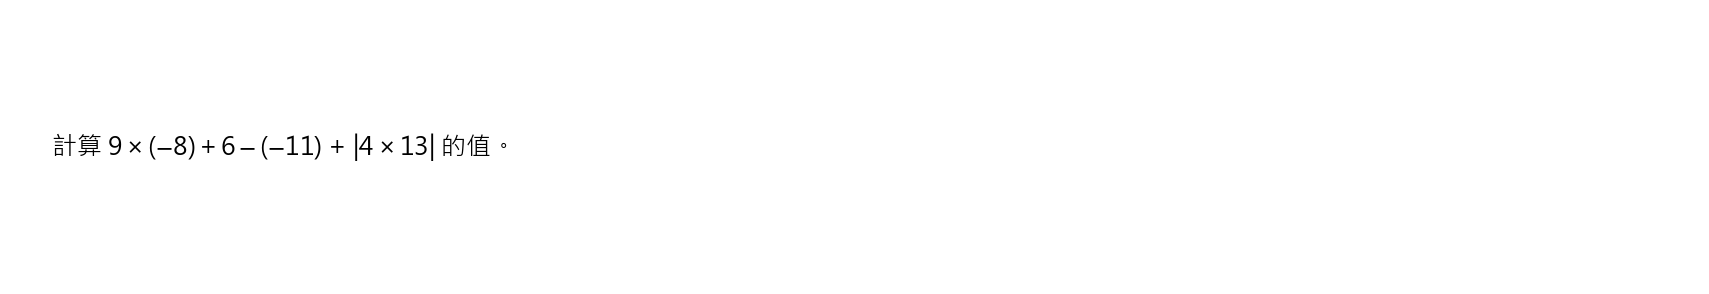 計算 9 × (–8) + 6 – (–11) + |4 × 13| 的值。